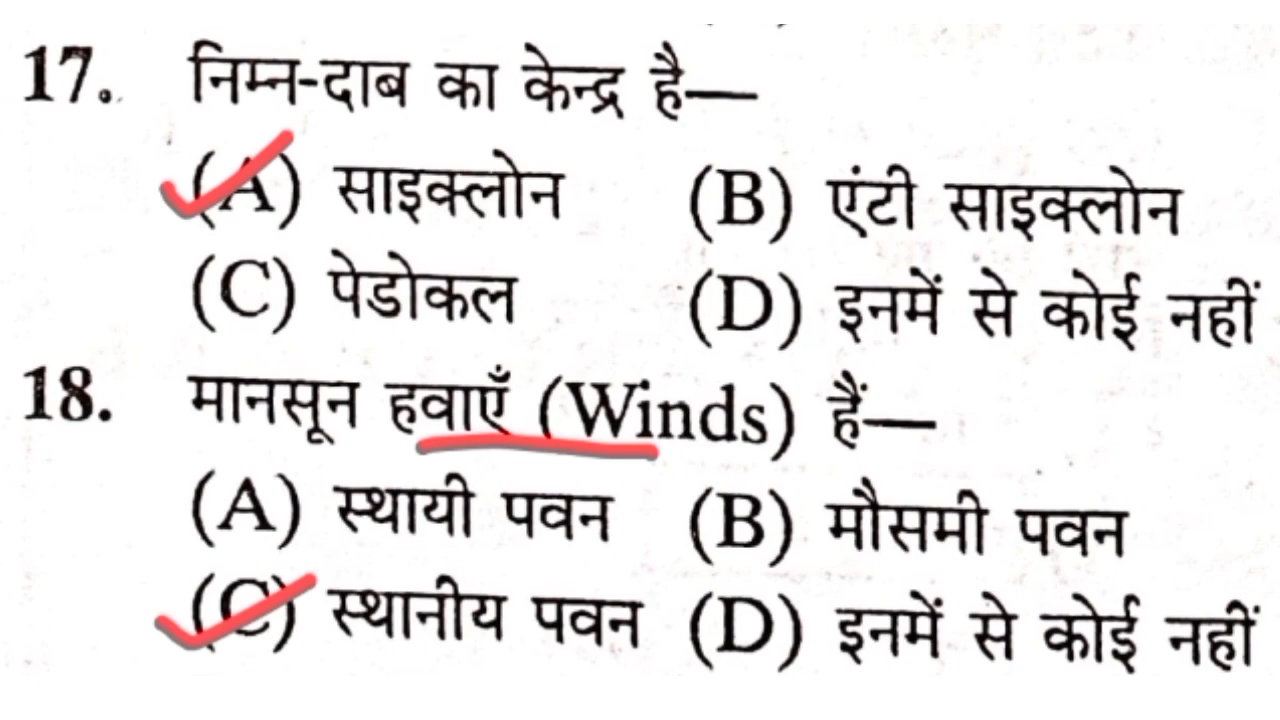 17. निम्न-दाब का केन्द्र है—
(A) साइक्लोन (B) एंटी साइक्लोन
(C) पेडोकल (D) इनमें से कोई नहीं
18. मानसून हवाएँ (Winds) हैं—
(A) स्थायी पवन (B) मौसमी पवन
(C) स्थानीय पवन (D) इनमें से कोई नहीं